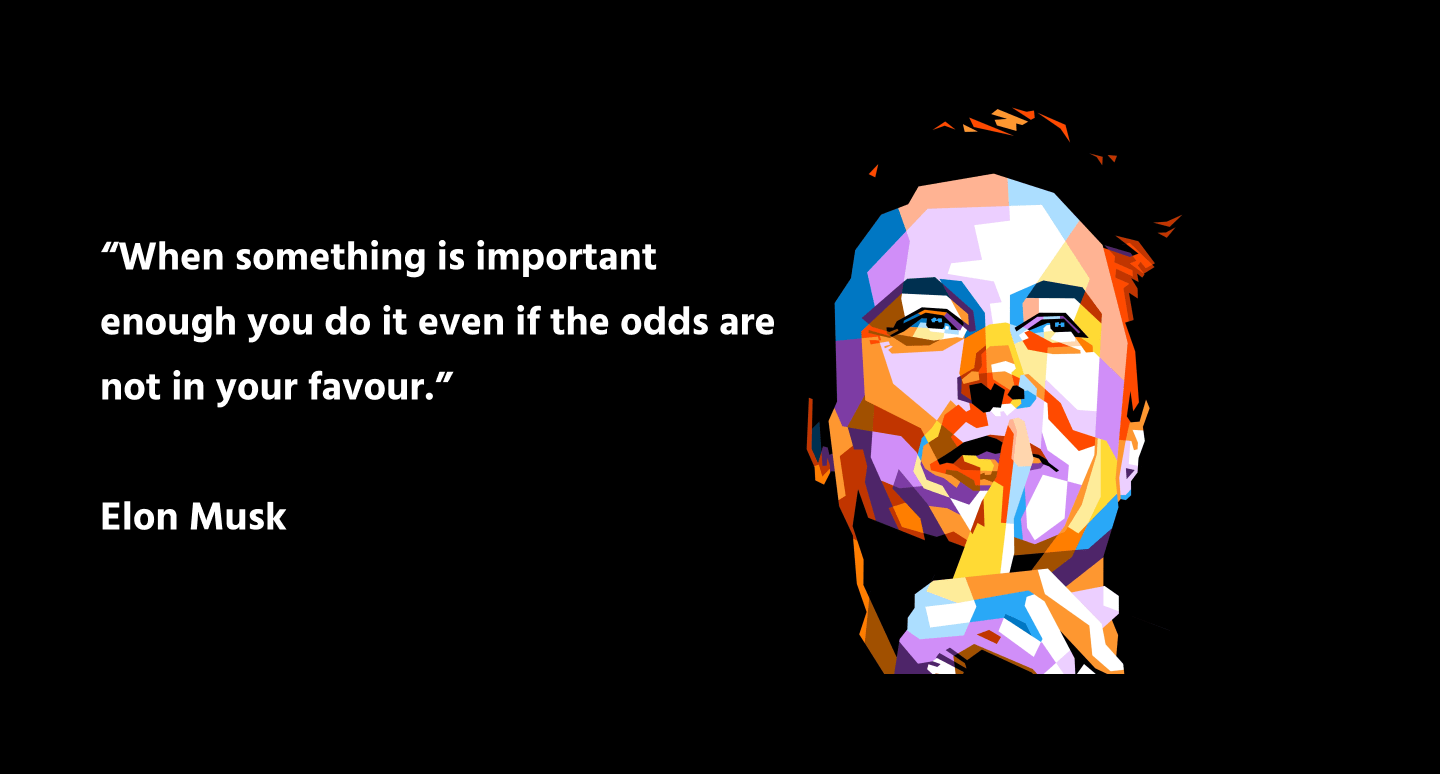 “When something is important
enough you do it even if the odds are
not in your favour.”
Elon Musk